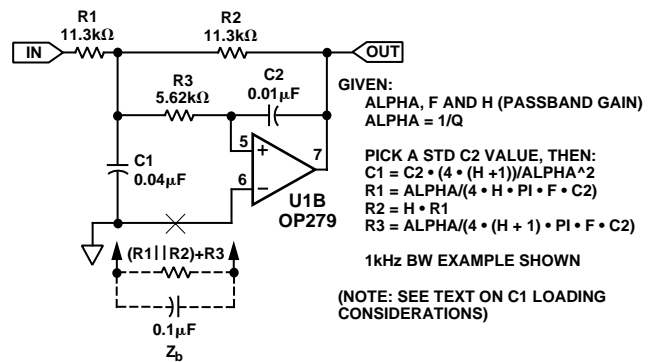 R1
11.3kΩ
R2
11.3kΩ
IN
OUT
R3
5.62kΩ
C2
0.01μF
C1
0.04μF
5
+
6
−
7
U1B
OP279
(R1||R2)+R3
0.1μF
Zb
GIVEN:
ALPHA, F AND H (PASSBAND GAIN)
ALPHA = 1/Q
PICK A STD C2 VALUE, THEN:
C1 = C2 • (4 • (H +1))/ALPHA^2
R1 = ALPHA/(4 • H • PI • F • C2)
R2 = H • R1
R3 = ALPHA/(4 • (H + 1) • PI • F • C2)
1kHz BW EXAMPLE SHOWN
(NOTE: SEE TEXT ON C1 LOADING
CONSIDERATIONS)